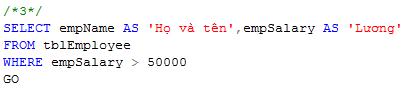 /*3*/
SELECT empName AS 'Họ và tên',empSalary AS 'Lương'
FROM tblEmployee
WHERE empSalary > 50000
GO